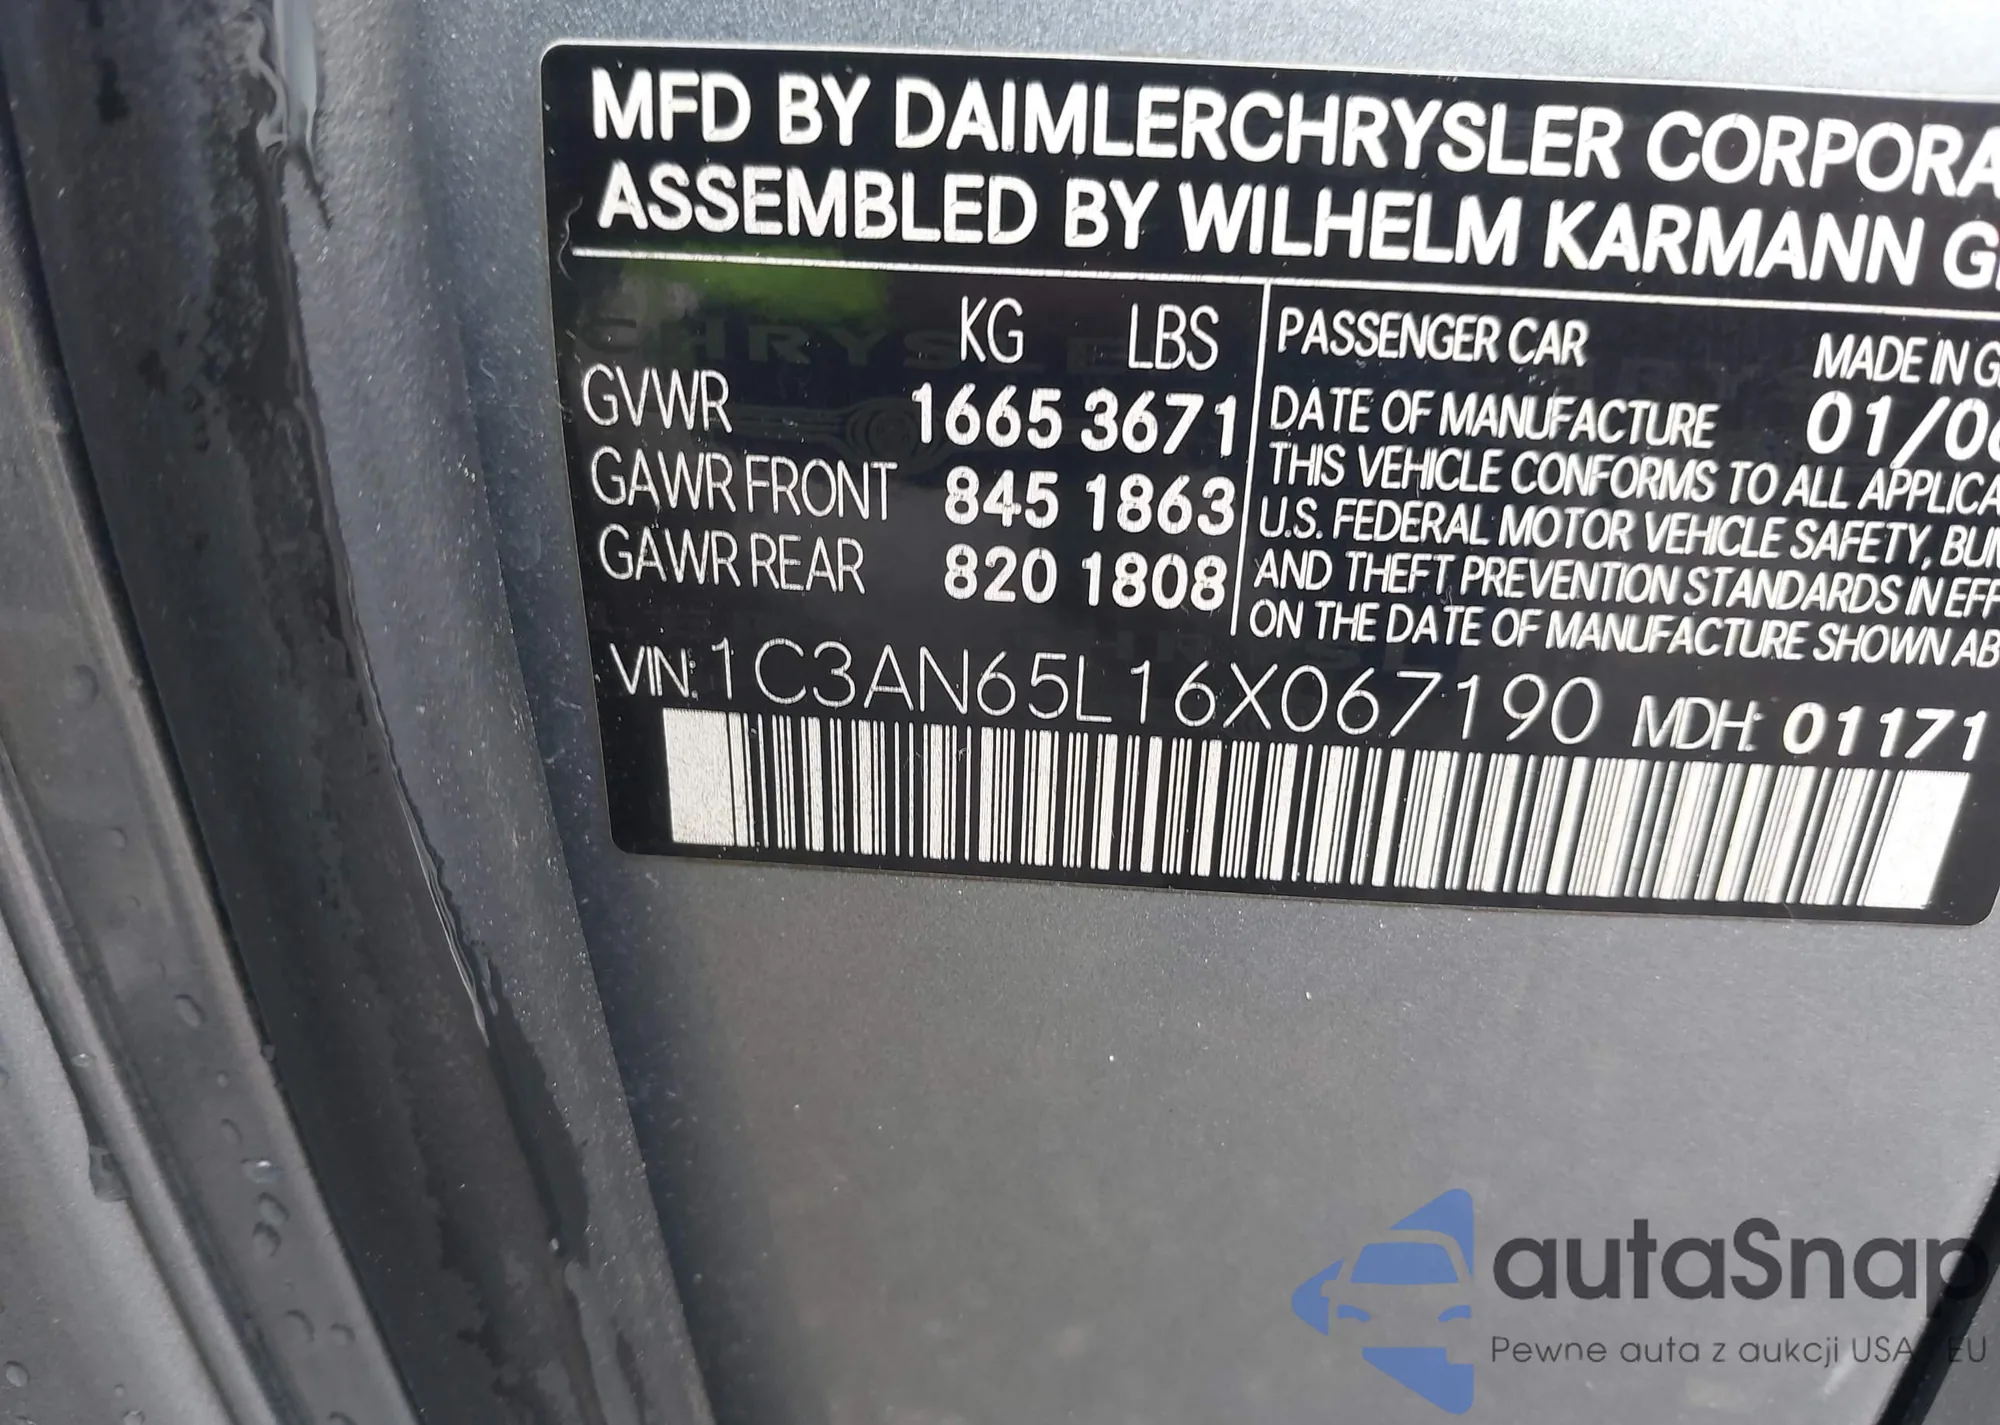 MFD BY DAIMLERCHRYSLER CORPORA
ASSEMBLED BY WILHELM KARMANN G
KG LBS
GVWR 1665 3671
GAWR FRONT 845 1863
GAWR REAR 820 1808
PASSENGER CAR MADE IN G
DATE OF MANUFACTURE 01/06
THIS VEHICLE CONFORMS TO ALL APPLICA
U.S. FEDERAL MOTOR VEHICLE SAFETY, BUM
AND THEFT PREVENTION STANDARDS IN EFF
ON THE DATE OF MANUFACTURE SHOWN AB
VIN: 1C3AN65L16X067190 MDH: 01171
autaSnap
Pewne auta z aukcji USA EU